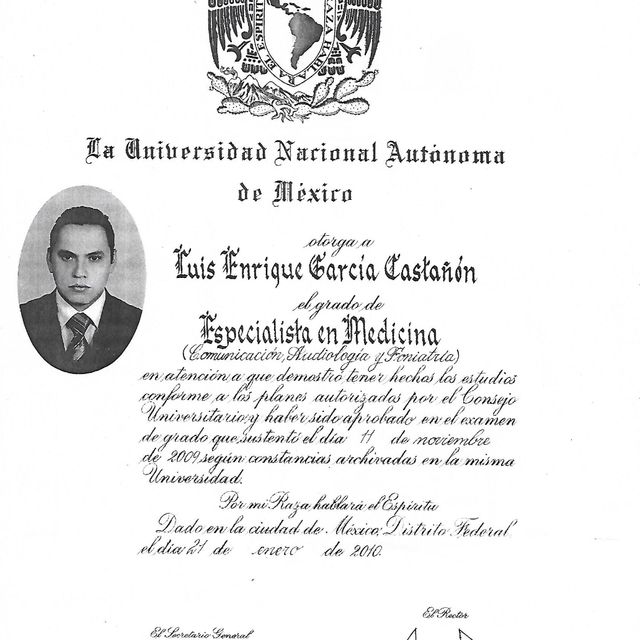 EL ESPIRIT
RAZA HABLARA
La Universidad Nacional Autónoma
de México
otorga a
Luis Enrique García Castañón
el grado de
Especialista en Medicina
(Comunicación, Audiología y Foniatría)
en atención a que demostró tener hechos los estudios
conforme a los planes autorizados por el Consejo
Universitario y haber sido aprobado en el examen
de grado que sustentó el día 11 de noviembre
de 2009 según constancias archivadas en la misma
Universidad.
Por mi Raza hablará el Espíritu
Dado en la ciudad de México, Distrito Federal
el día 21 de enero de 2010.
El Rector
El Secretario General